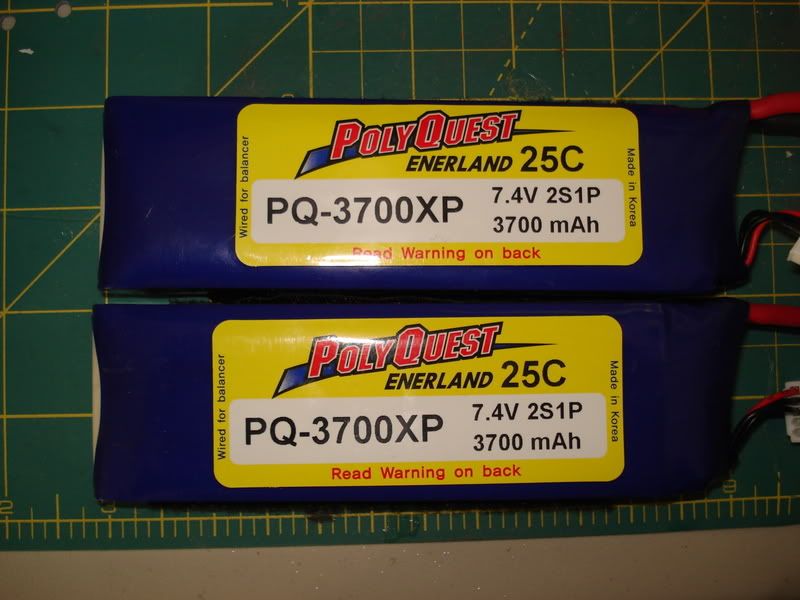 POLYQUEST
ENERLAND 25C
Wired for balancer
PQ-3700XP
7.4V 2S1P
3700 mAh
Made in Korea
Read Warning on back
POLYQUEST
ENERLAND 25C
Wired for balancer
PQ-3700XP
7.4V 2S1P
3700 mAh
Made in Korea
Read Warning on back